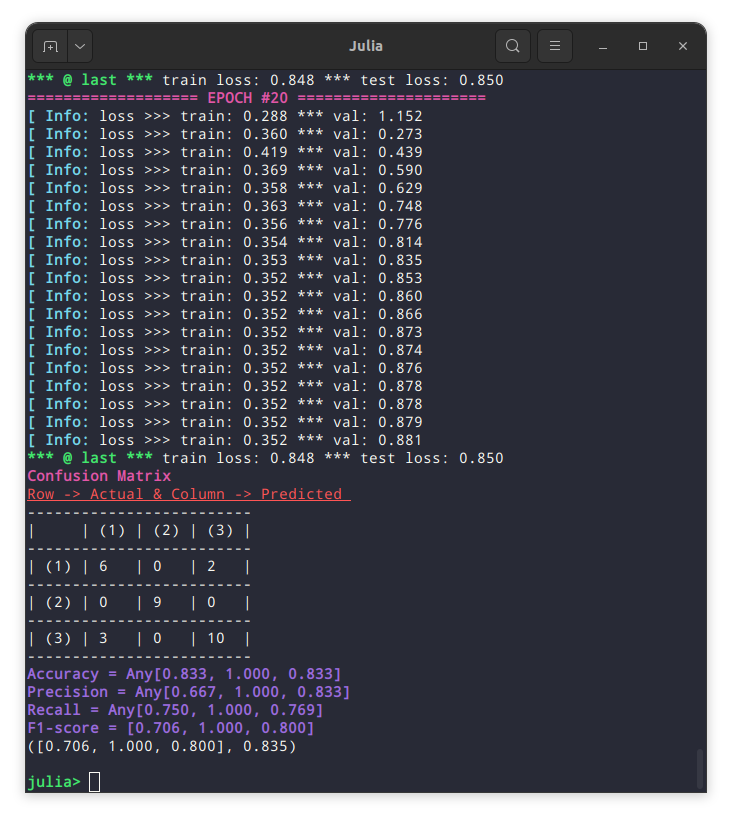 Julia
*** @ last *** train loss: 0.848 *** test loss: 0.850
=================== EPOCH #20 =====================
[ Info: loss >>> train: 0.288 *** val: 1.152
[ Info: loss >>> train: 0.360 *** val: 0.273
[ Info: loss >>> train: 0.419 *** val: 0.439
[ Info: loss >>> train: 0.369 *** val: 0.590
[ Info: loss >>> train: 0.358 *** val: 0.629
[ Info: loss >>> train: 0.363 *** val: 0.748
[ Info: loss >>> train: 0.356 *** val: 0.776
[ Info: loss >>> train: 0.354 *** val: 0.814
[ Info: loss >>> train: 0.353 *** val: 0.835
[ Info: loss >>> train: 0.352 *** val: 0.853
[ Info: loss >>> train: 0.352 *** val: 0.860
[ Info: loss >>> train: 0.352 *** val: 0.866
[ Info: loss >>> train: 0.352 *** val: 0.873
[ Info: loss >>> train: 0.352 *** val: 0.874
[ Info: loss >>> train: 0.352 *** val: 0.876
[ Info: loss >>> train: 0.352 *** val: 0.878
[ Info: loss >>> train: 0.352 *** val: 0.878
[ Info: loss >>> train: 0.352 *** val: 0.879
[ Info: loss >>> train: 0.352 *** val: 0.881
*** @ last *** train loss: 0.848 *** test loss: 0.850
Confusion Matrix
Row -> Actual & Column -> Predicted
-------------------------
|     | (1) | (2) | (3) |
-------------------------
| (1) | 6   | 0   | 2   |
-------------------------
| (2) | 0   | 9   | 0   |
-------------------------
| (3) | 3   | 0   | 10  |
-------------------------
Accuracy = Any[0.833, 1.000, 0.833]
Precision = Any[0.667, 1.000, 0.833]
Recall = Any[0.750, 1.000, 0.769]
F1-score = [0.706, 1.000, 0.800]
([0.706, 1.000, 0.800], 0.835)
julia>